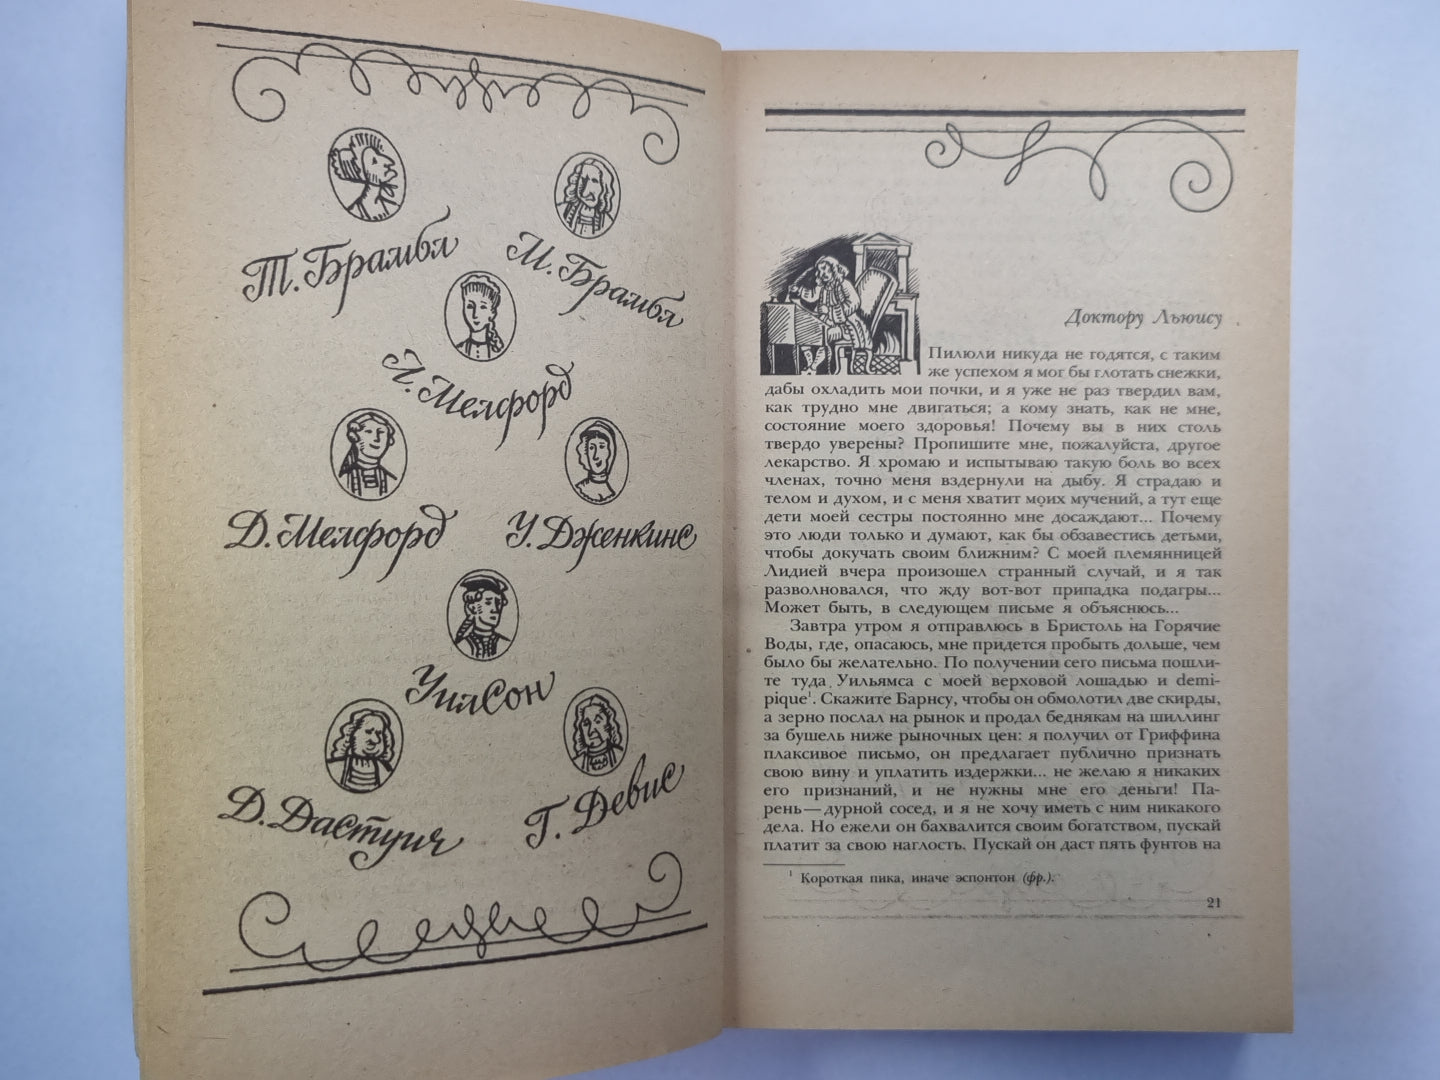 Т. Брамбл
М. Брамбл
Л. Мелфорд
Д. Мелфорд
У. Дженкинс
Уилсон
Д. Дастуич
Г. Девис
Доктору Льюису
Пилюли никуда не годятся, с таким
же успехом я мог бы глотать снежки,
дабы охладить мои почки, и я уже не раз твердил вам,
как трудно мне двигаться; а кому знать, как не мне,
состояние моего здоровья! Почему вы в них столь
твердо уверены? Пропишите мне, пожалуйста, другое
лекарство. Я хромаю и испытываю такую боль во всех
членах, точно меня вздернули на дыбу. Я страдаю и
телом и духом, и с меня хватит моих мучений, а тут еще
дети моей сестры постоянно мне досаждают... Почему
это люди только и думают, как бы обзавестись детьми,
чтобы докучать своим ближним? С моей племянницей
Лидией вчера произошел странный случай, и я так
разволновался, что жду вот-вот припадка подагры...
Может быть, в следующем письме я объяснюсь...
Завтра утром я отправлюсь в Бристоль на Горячие
Воды, где, опасаюсь, мне придется пробыть дольше, чем
было бы желательно. По получении сего письма пошли-
те туда Уильямса с моей верховой лошадью и demi-
pique¹. Скажите Барнсу, чтобы он обмолотил две скирды,
а зерно послал на рынок и продал беднякам на шиллинг
за бушель ниже рыночных цен: я получил от Гриффина
плаксивое письмо, он предлагает публично признать
свою вину и уплатить издержки... не желаю я никаких
его признаний, и не нужны мне его деньги! Па-
рень — дурной сосед, и я не хочу иметь с ним никакого
дела. Но ежели он бахвалится своим богатством, пускай
платит за свою наглость. Пускай он даст пять фунтов на
¹ Короткая пика, иначе эспонтон (фр.).
21